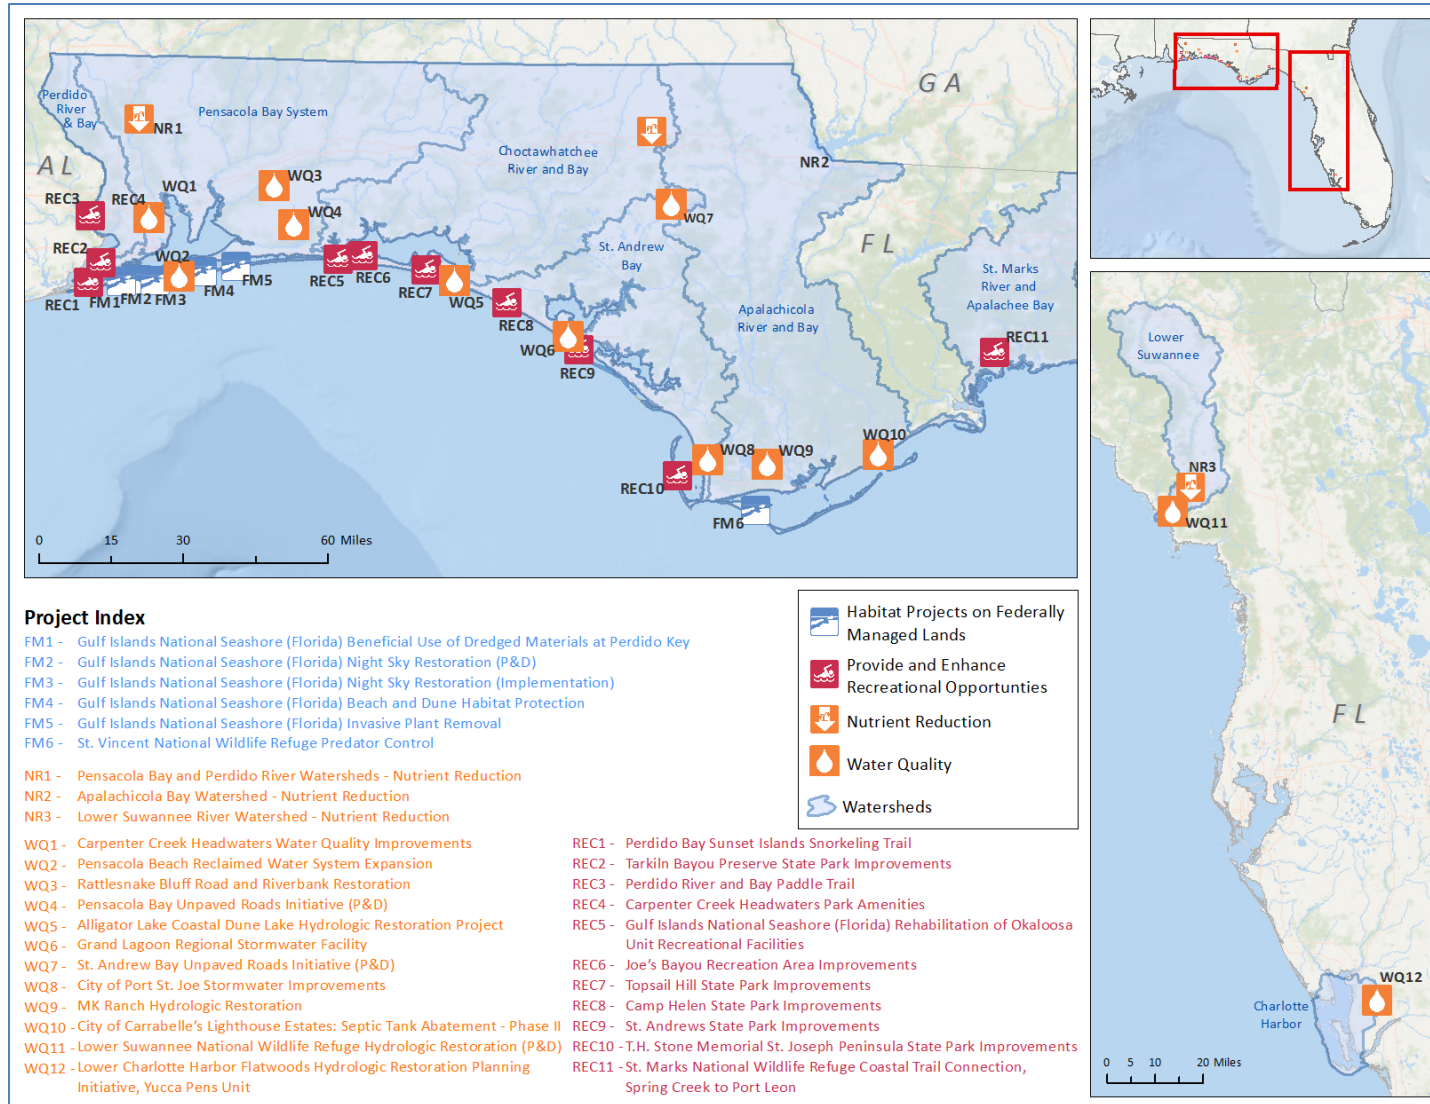 Perdido
River
& Bay
Pensacola Bay System
NR1
Choctawhatchee
River and Bay
NR2
GA
AL
FL
REC3
REC4
WQ1
WQ3
WQ4
WQ7
REC2
WQ2
St. Andrew
Bay
St. Marks
River and
Apalachee Bay
REC1
FM1
FM2
FM3
FM4
FM5
REC5
REC6
REC7
WQ5
REC8
Apalachicola
River and Bay
WQ6
REC9
REC11
WQ8
WQ9
WQ10
REC10
FM6
0 15 30 60 Miles
Lower
Suwannee
NR3
WQ11
FL
WQ12
Charlotte
Harbor
0 5 10 20 Miles
Habitat Projects on Federally
Managed Lands
Provide and Enhance
Recreational Opportunties
Nutrient Reduction
Water Quality
Watersheds
Project Index
FM1 - Gulf Islands National Seashore (Florida) Beneficial Use of Dredged Materials at Perdido Key
FM2 - Gulf Islands National Seashore (Florida) Night Sky Restoration (P&D)
FM3 - Gulf Islands National Seashore (Florida) Night Sky Restoration (Implementation)
FM4 - Gulf Islands National Seashore (Florida) Beach and Dune Habitat Protection
FM5 - Gulf Islands National Seashore (Florida) Invasive Plant Removal
FM6 - St. Vincent National Wildlife Refuge Predator Control
NR1 - Pensacola Bay and Perdido River Watersheds - Nutrient Reduction
NR2 - Apalachicola Bay Watershed - Nutrient Reduction
NR3 - Lower Suwannee River Watershed - Nutrient Reduction
WQ1 - Carpenter Creek Headwaters Water Quality Improvements
WQ2 - Pensacola Beach Reclaimed Water System Expansion
WQ3 - Rattlesnake Bluff Road and Riverbank Restoration
WQ4 - Pensacola Bay Unpaved Roads Initiative (P&D)
WQ5 - Alligator Lake Coastal Dune Lake Hydrologic Restoration Project
WQ6 - Grand Lagoon Regional Stormwater Facility
WQ7 - St. Andrew Bay Unpaved Roads Initiative (P&D)
WQ8 - City of Port St. Joe Stormwater Improvements
WQ9 - MK Ranch Hydrologic Restoration
WQ10 - City of Carrabelle's Lighthouse Estates: Septic Tank Abatement - Phase II
WQ11 - Lower Suwannee National Wildlife Refuge Hydrologic Restoration (P&D)
WQ12 - Lower Charlotte Harbor Flatwoods Hydrologic Restoration Planning
Initiative, Yucca Pens Unit
REC1 - Perdido Bay Sunset Islands Snorkeling Trail
REC2 - Tarkiln Bayou Preserve State Park Improvements
REC3 - Perdido River and Bay Paddle Trail
REC4 - Carpenter Creek Headwaters Park Amenities
REC5 - Gulf Islands National Seashore (Florida) Rehabilitation of Okaloosa
Unit Recreational Facilities
REC6 - Joe's Bayou Recreation Area Improvements
REC7 - Topsail Hill State Park Improvements
REC8 - Camp Helen State Park Improvements
REC9 - St. Andrews State Park Improvements
REC10 - T.H. Stone Memorial St. Joseph Peninsula State Park Improvements
REC11 - St. Marks National Wildlife Refuge Coastal Trail Connection,
Spring Creek to Port Leon